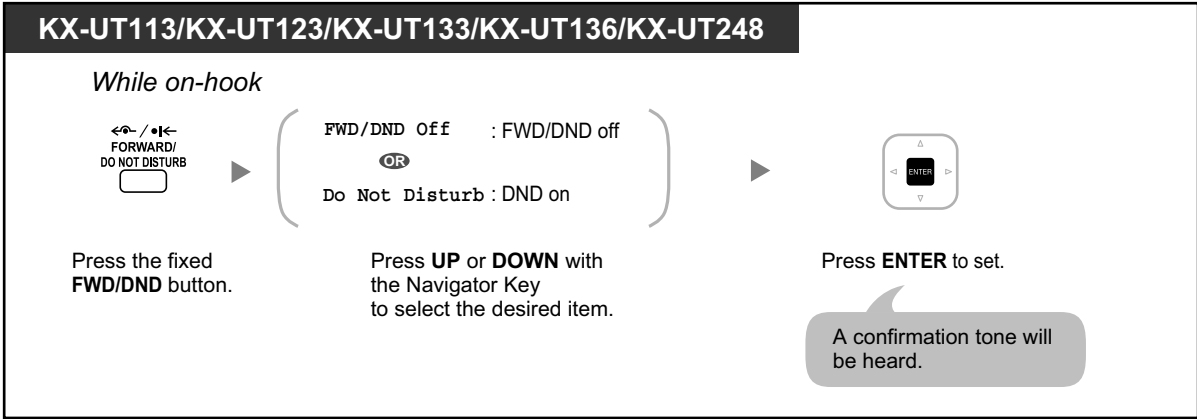 KX-UT113/KX-UT123/KX-UT133/KX-UT136/KX-UT248
While on-hook
FORWARD/
DO NOT DISTURB
FWD/DND Off : FWD/DND off
OR
Do Not Disturb : DND on
ENTER
Press the fixed
FWD/DND button.
Press UP or DOWN with
the Navigator Key
to select the desired item.
Press ENTER to set.
A confirmation tone will
be heard.